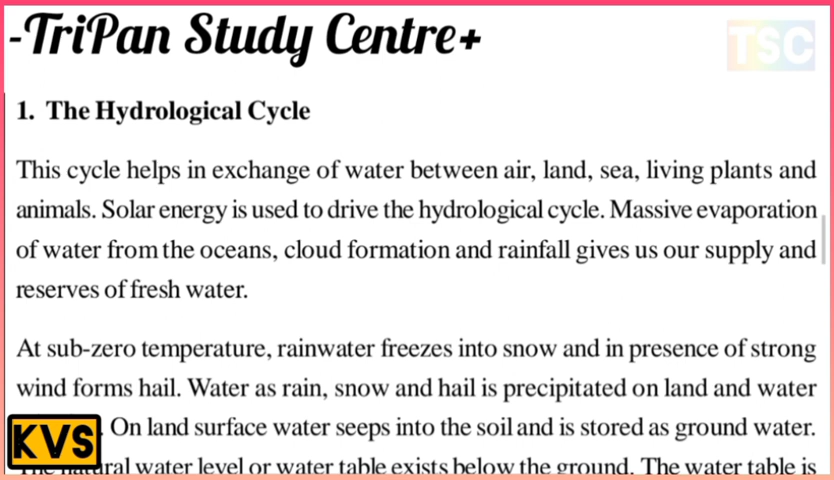 -TriPan Study Centre+
TSC
1. The Hydrological Cycle
This cycle helps in exchange of water between air, land, sea, living plants and
animals. Solar energy is used to drive the hydrological cycle. Massive evaporation
of water from the oceans, cloud formation and rainfall gives us our supply and
reserves of fresh water.
At sub-zero temperature, rainwater freezes into snow and in presence of strong
wind forms hail. Water as rain, snow and hail is precipitated on land and water
. On land surface water seeps into the soil and is stored as ground water.
KVS
water level or water table exists below the ground. The water table is